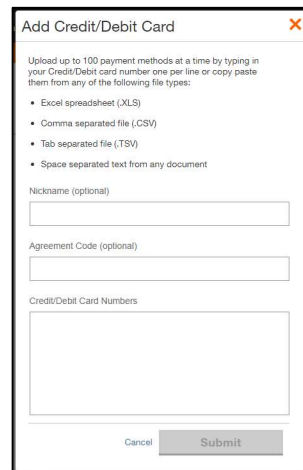 Add Credit/Debit Card
Upload up to 100 payment methods at a time by typing in
your Credit/Debit card number one per line or copy paste
them from any of the following file types:
• Excel spreadsheet (.XLS)
• Comma separated file (.CSV)
• Tab separated file (.TSV)
• Space separated text from any document
Nickname (optional)
Agreement Code (optional)
Credit/Debit Card Numbers
Cancel Submit